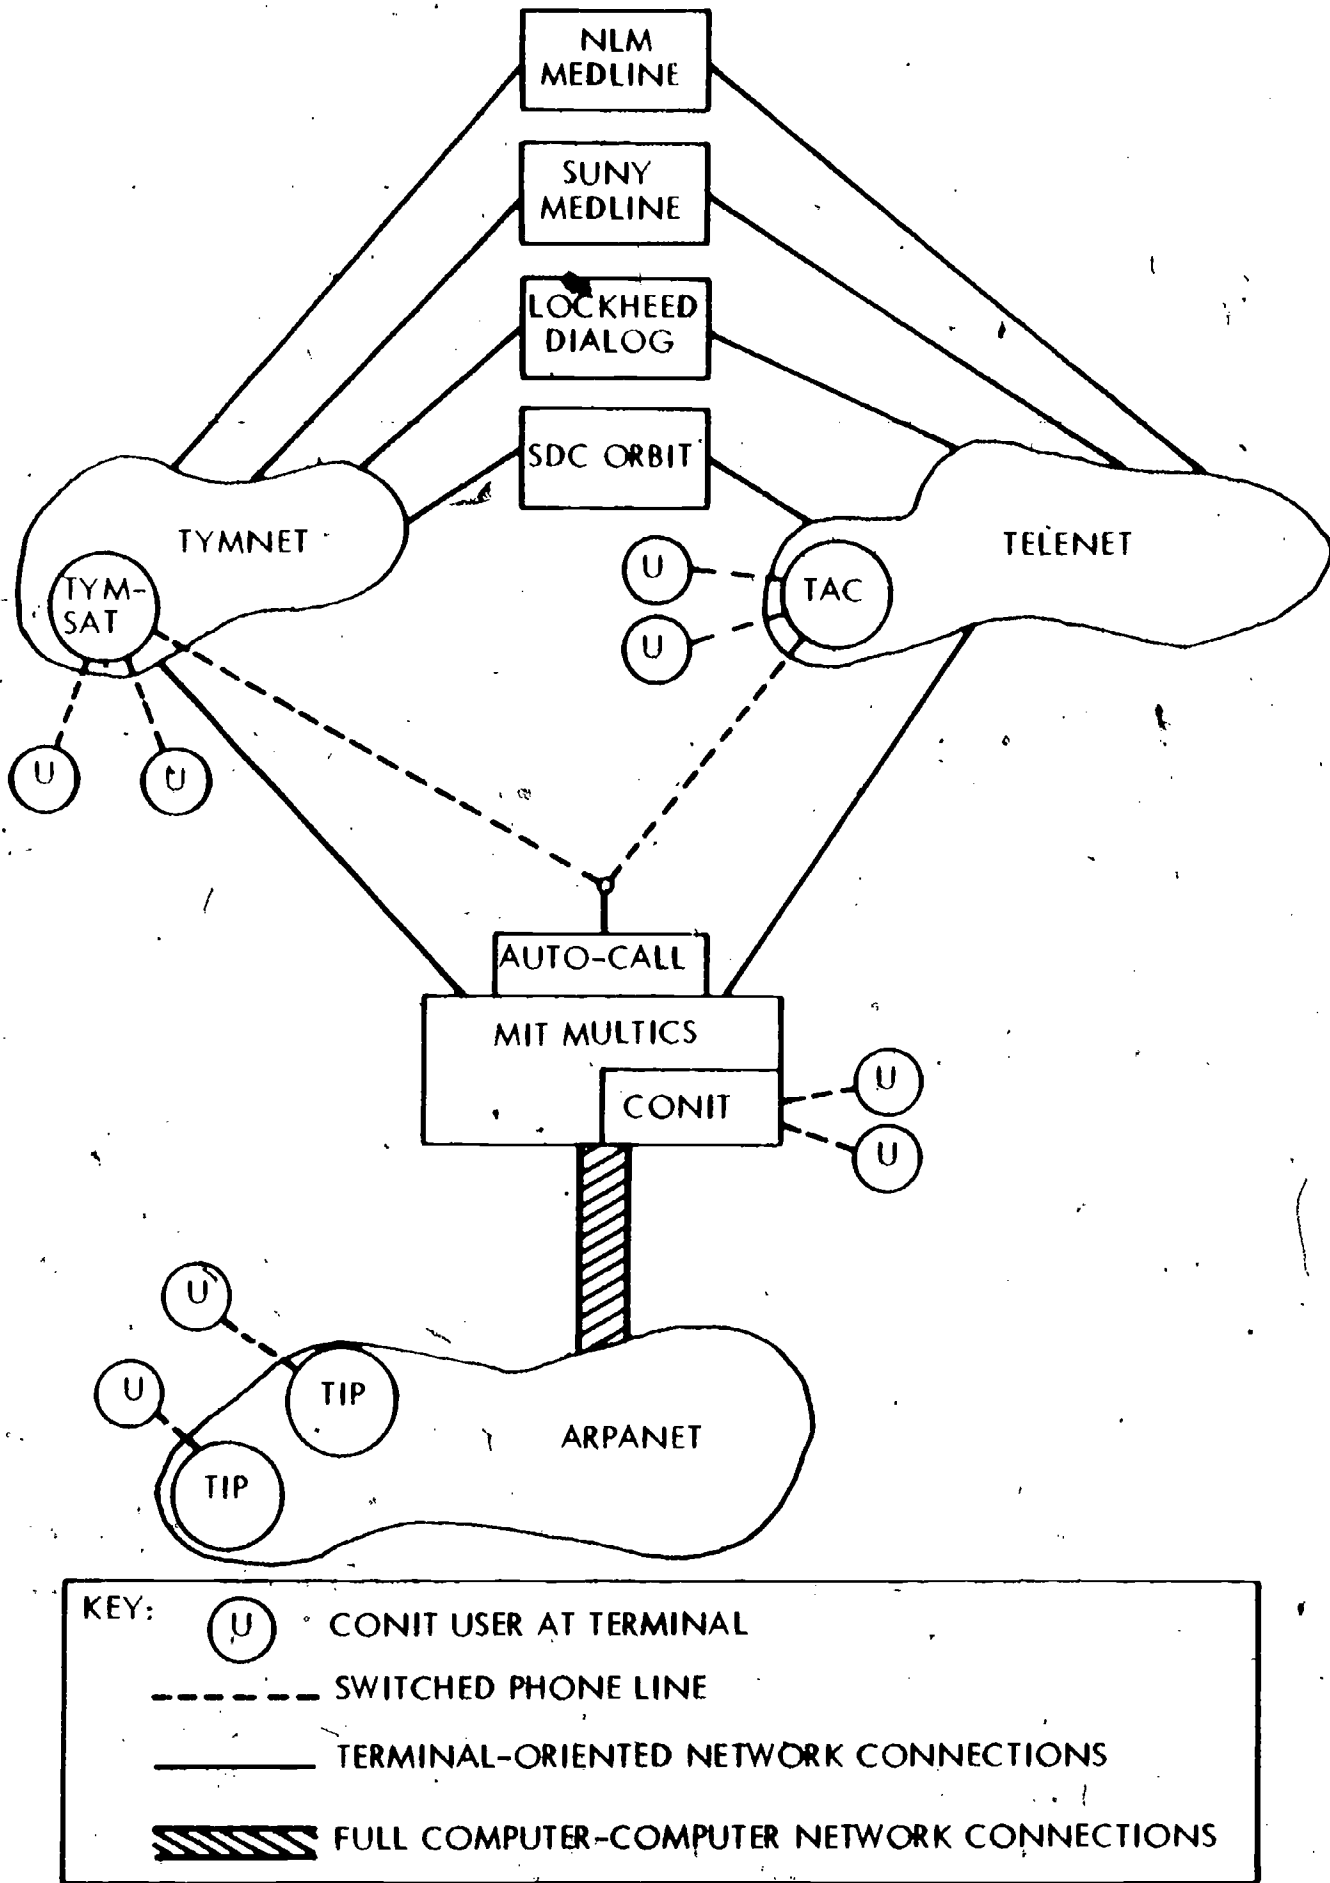 NLM
MEDLINE
SUNY
MEDLINE
LOCKHEED
DIALOG
SDC ORBIT
TYMNET
TELENET
TYM-
SAT
U
U
TAC
U
U
AUTO-CALL
MIT MULTICS
CONIT
U
U
U
U
TIP
TIP
ARPANET
KEY:
U CONIT USER AT TERMINAL
SWITCHED PHONE LINE
TERMINAL-ORIENTED NETWORK CONNECTIONS
FULL COMPUTER-COMPUTER NETWORK CONNECTIONS